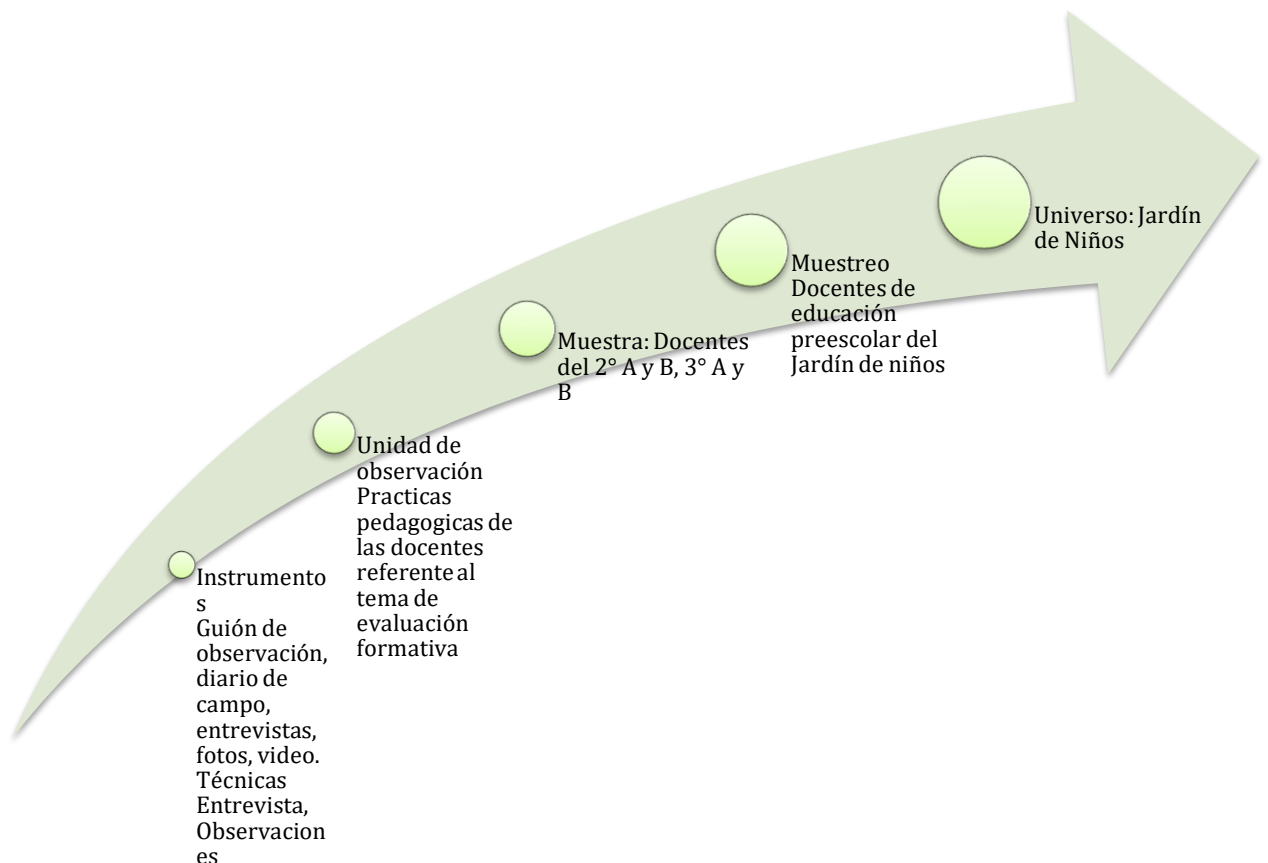 Instrumento
s
Guión de
observación,
diario de
campo,
entrevistas,
fotos, video.
Técnicas
Entrevista,
Observacion
es
Unidad de
observación
Practicas
pedagogicas de
las docentes
referente al
tema de
evaluación
formativa
Muestra: Docentes
del 2° A y B, 3° A y
B
Muestreo
Docentes de
educación
preescolar del
Jardín de niños
Universo: Jardín
de Niños